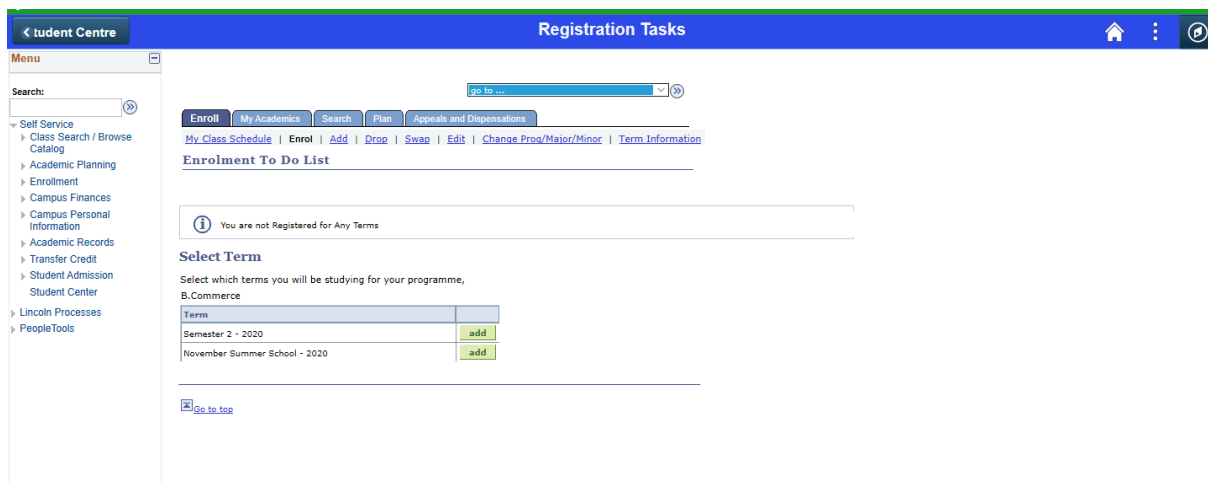 tudent Centre
Registration Tasks
Menu
Search:
Self Service
Class Search / Browse
Catalog
Academic Planning
Enrollment
Campus Finances
Campus Personal
Information
Academic Records
Transfer Credit
Student Admission
Student Center
Lincoln Processes
PeopleTools
go to ...
Enroll My Academics Search Plan Appeals and Dispensations
My Class Schedule | Enrol | Add | Drop | Swap | Edit | Change Prog/Major/Minor | Term Information
Enrolment To Do List
You are not Registered for Any Terms
Select Term
Select which terms you will be studying for your programme,
B.Commerce
Term
Semester 2 - 2020 add
November Summer School - 2020 add
Go to top